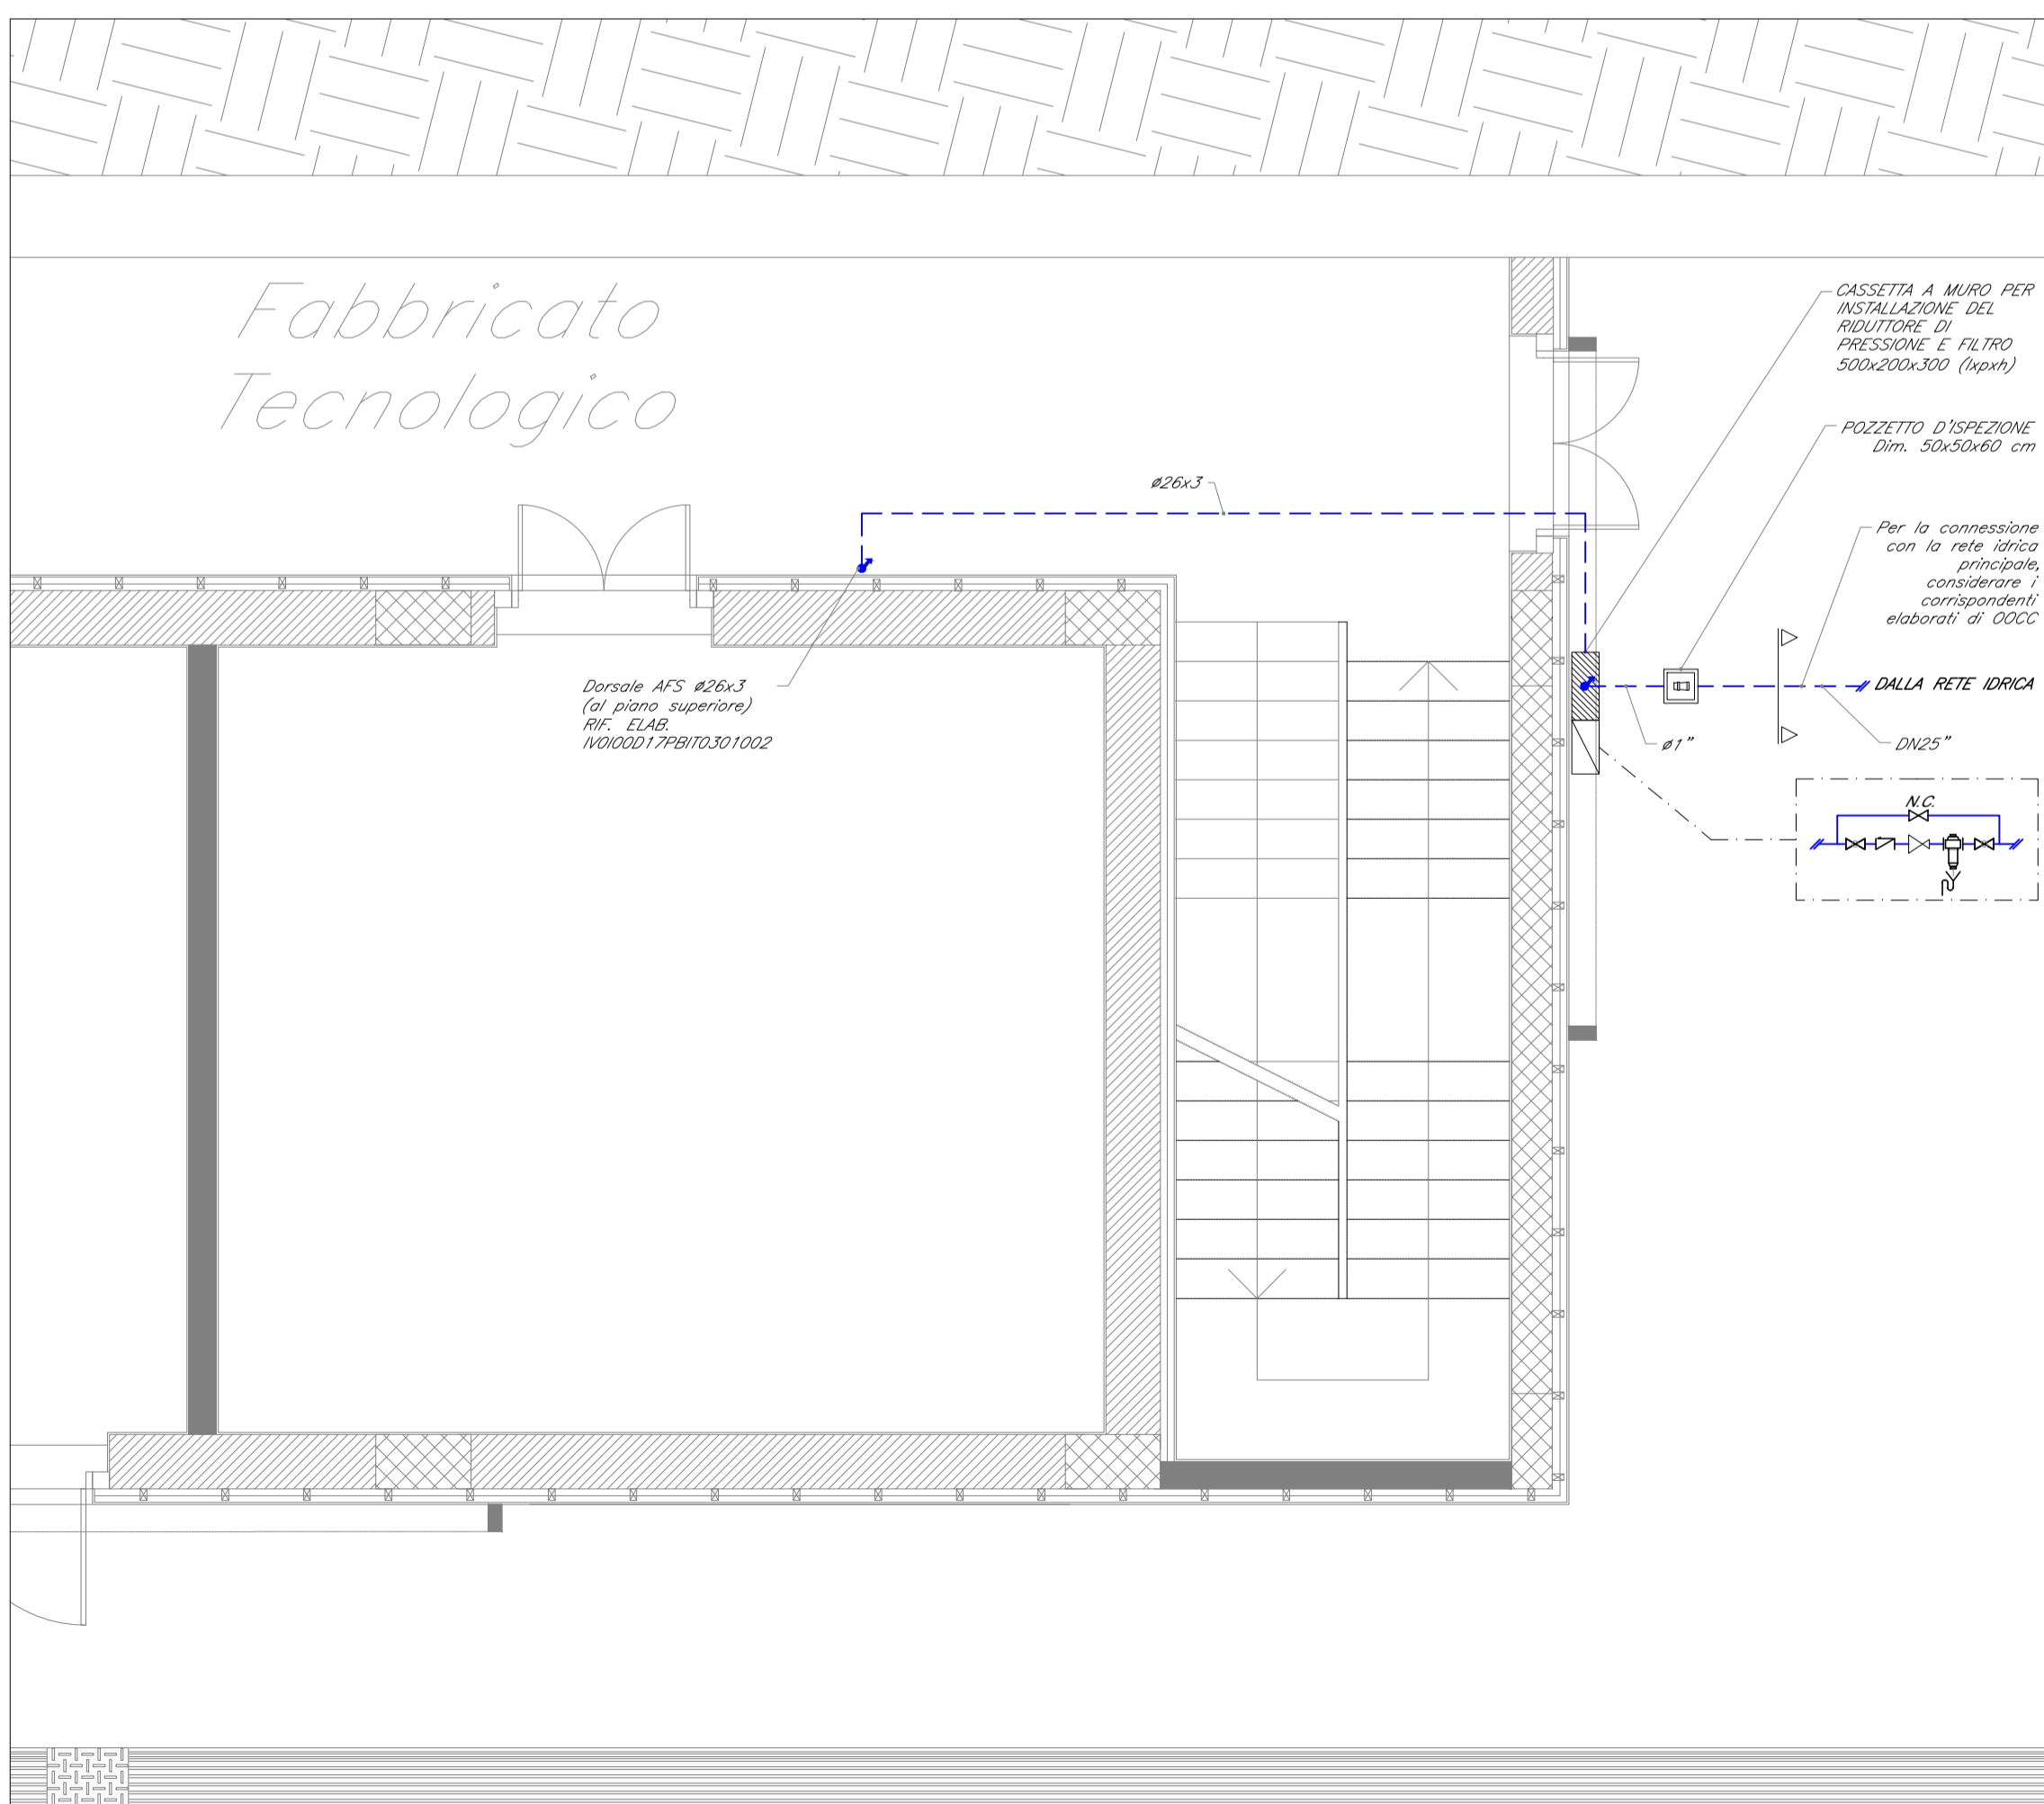 Fabbricato
Tecnologico
CASSETTA A MURO PER
INSTALLAZIONE DEL
RIDUTTORE DI
PRESSIONE E FILTRO
500x200x300 (lxpxh)
POZZETTO D'ISPEZIONE
Dim. 50x50x60 cm
ø26x3
Per la connessione
con la rete idrica
principale,
considerare i
corrispondenti
elaborati di OOCC
Dorsale AFS ø26x3
(al piano superiore)
RIF. ELAB.
IV0I00D17PBIT0301002
DALLA RETE IDRICA
ø1"
DN25"
N.C.